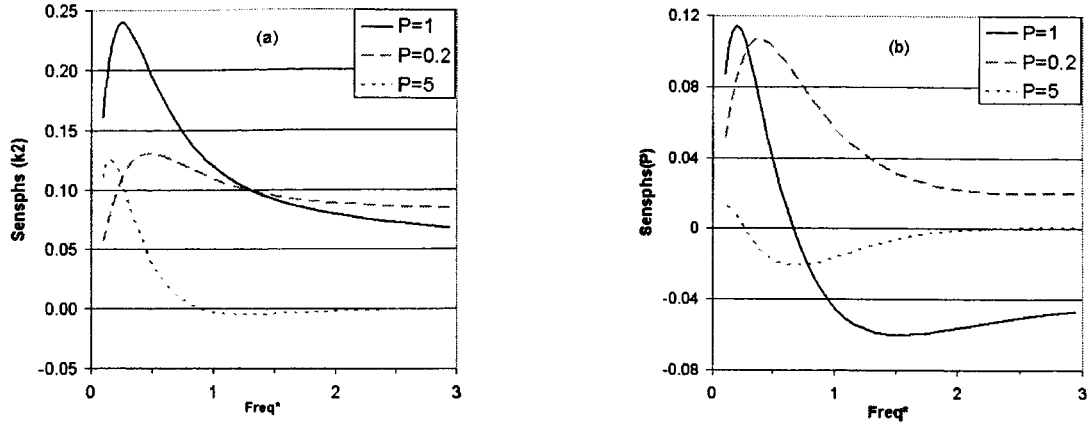 (a)
P=1
P=0.2
P=5
Sensphs (k2)
0.25
0.20
0.15
0.10
0.05
0.00
-0.05
0
1
2
3
Freq*
(b)
P=1
P=0.2
P=5
Sensphs(P)
0.12
0.08
0.04
0
-0.04
-0.08
0
1
2
3
Freq*